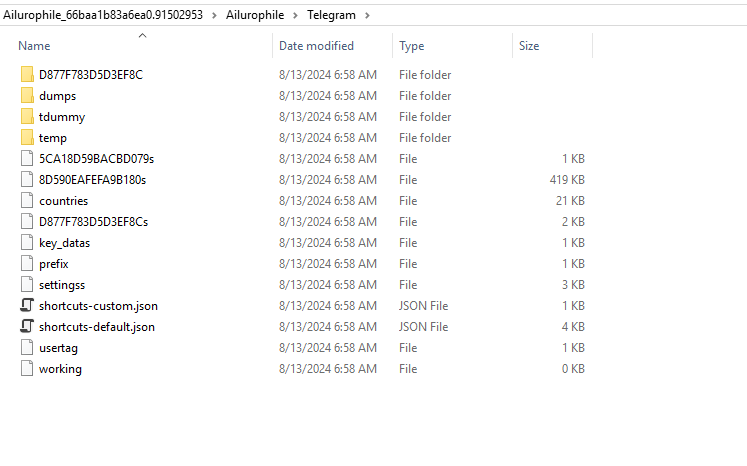 Ailurophile_66baa1b83a6ea0.91502953 > Ailurophile > Telegram >
Name Date modified Type Size
D877F783D5D3EF8C 8/13/2024 6:58 AM File folder
dumps 8/13/2024 6:58 AM File folder
tdummy 8/13/2024 6:58 AM File folder
temp 8/13/2024 6:58 AM File folder
5CA18D59BACBD079s 8/13/2024 6:58 AM File 1 KB
8D590EAFEFA9B180s 8/13/2024 6:58 AM File 419 KB
countries 8/13/2024 6:58 AM File 21 KB
D877F783D5D3EF8Cs 8/13/2024 6:58 AM File 2 KB
key_datas 8/13/2024 6:58 AM File 1 KB
prefix 8/13/2024 6:58 AM File 1 KB
settingss 8/13/2024 6:58 AM File 3 KB
shortcuts-custom.json 8/13/2024 6:58 AM JSON File 1 KB
shortcuts-default.json 8/13/2024 6:58 AM JSON File 4 KB
usertag 8/13/2024 6:58 AM File 1 KB
working 8/13/2024 6:58 AM File 0 KB